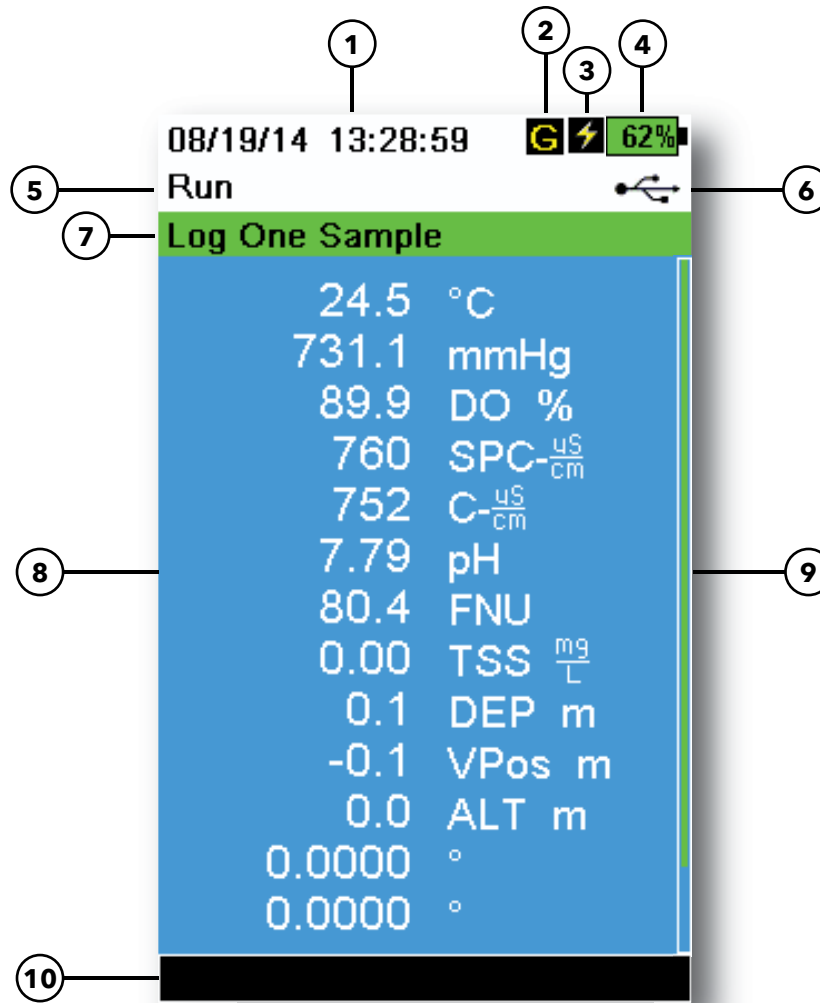 1
2
3
4
08/19/14 13:28:59 G 62%
5
Run
6
7
Log One Sample
24.5 °C
731.1 mmHg
89.9 DO %
760 SPC-uS/cm
752 C-uS/cm
8
7.79 pH
9
80.4 FNU
0.00 TSS mg/L
0.1 DEP m
-0.1 VPos m
0.0 ALT m
0.0000 °
0.0000 °
10